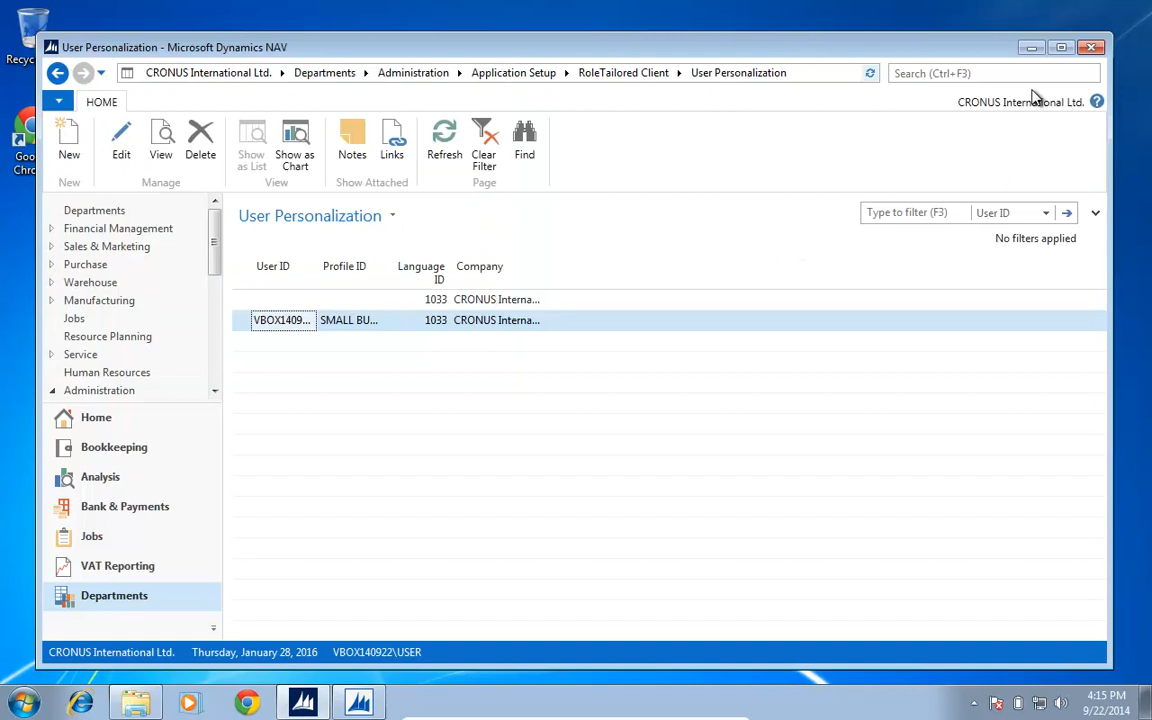 Recyc
Goo
Chro
User Personalization - Microsoft Dynamics NAV
CRONUS International Ltd. Departments Administration Application Setup RoleTailored Client User Personalization
Search (Ctrl+F3)
HOME
CRONUS International Ltd.
New Edit View Delete Show as List Show as Chart Notes Links Refresh Clear Filter Find
New Manage View Show Attached Page
Departments
Financial Management
Sales & Marketing
Purchase
Warehouse
Manufacturing
Jobs
Resource Planning
Service
Human Resources
Administration
Home
Bookkeeping
Analysis
Bank & Payments
Jobs
VAT Reporting
Departments
User Personalization
Type to filter (F3) User ID
No filters applied
User ID Profile ID Language ID Company
1033 CRONUS Interna...
VBOX1409... SMALL BU... 1033 CRONUS Interna...
CRONUS International Ltd. Thursday, January 28, 2016 VBOX140922\USER
4:15 PM
9/22/2014